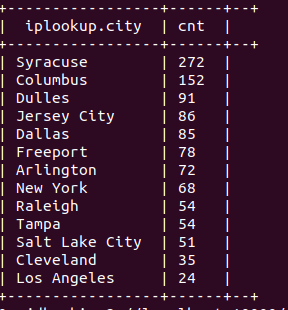 +-----------------+------+--+
|  iplookup.city  | cnt  |
+-----------------+------+--+
| Syracuse        | 272  |
| Columbus        | 152  |
| Dulles          | 91   |
| Jersey City     | 86   |
| Dallas          | 85   |
| Freeport        | 78   |
| Arlington       | 72   |
| New York        | 68   |
| Raleigh         | 54   |
| Tampa           | 54   |
| Salt Lake City  | 51   |
| Cleveland       | 35   |
| Los Angeles     | 24   |
+-----------------+------+--+